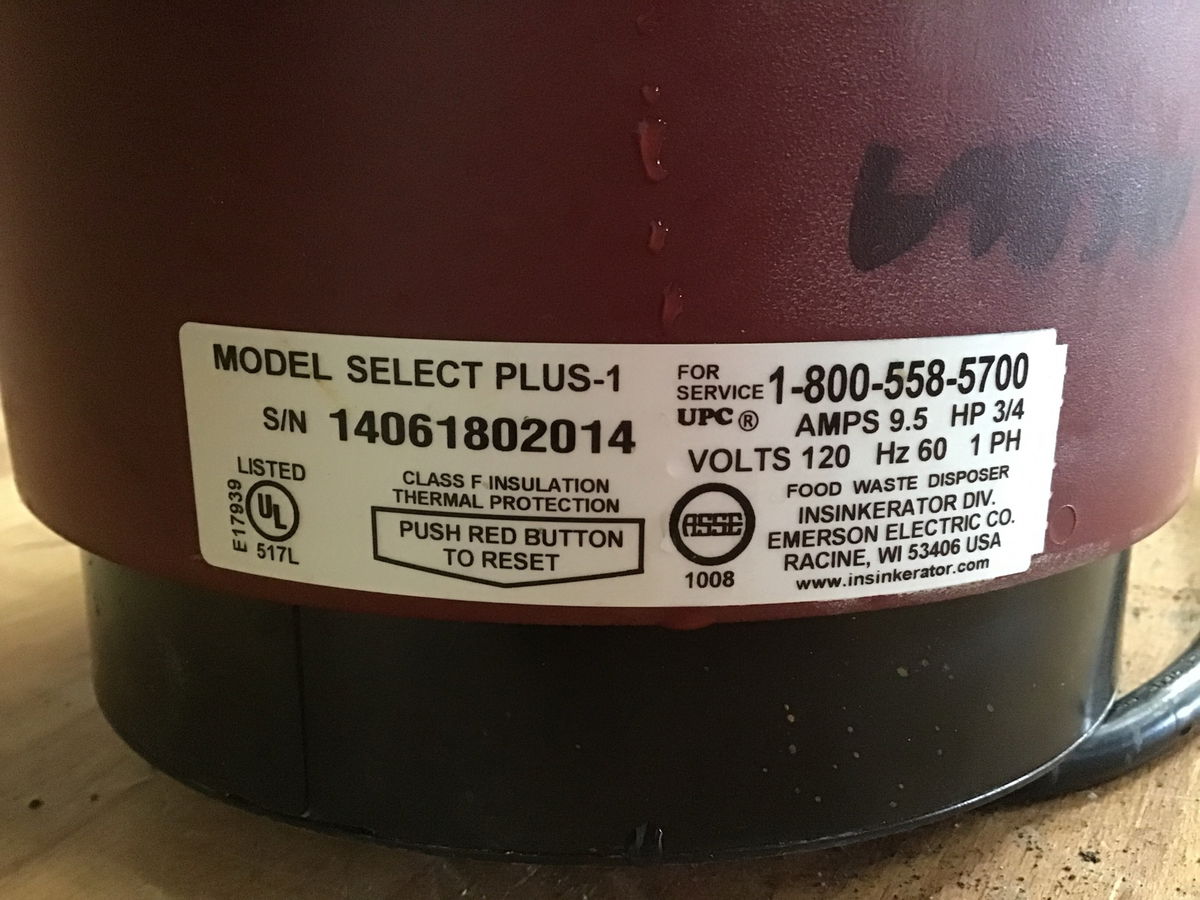 MODEL SELECT PLUS-1
S/N 14061802014
LISTED
E17939
UL
517L
CLASS F INSULATION
THERMAL PROTECTION
PUSH RED BUTTON
TO RESET
FOR
SERVICE 1-800-558-5700
UPC® AMPS 9.5 HP 3/4
VOLTS 120 Hz 60 1 PH
ASSE
1008
FOOD WASTE DISPOSER
INSINKERATOR DIV.
EMERSON ELECTRIC CO.
RACINE, WI 53406 USA
www.insinkerator.com